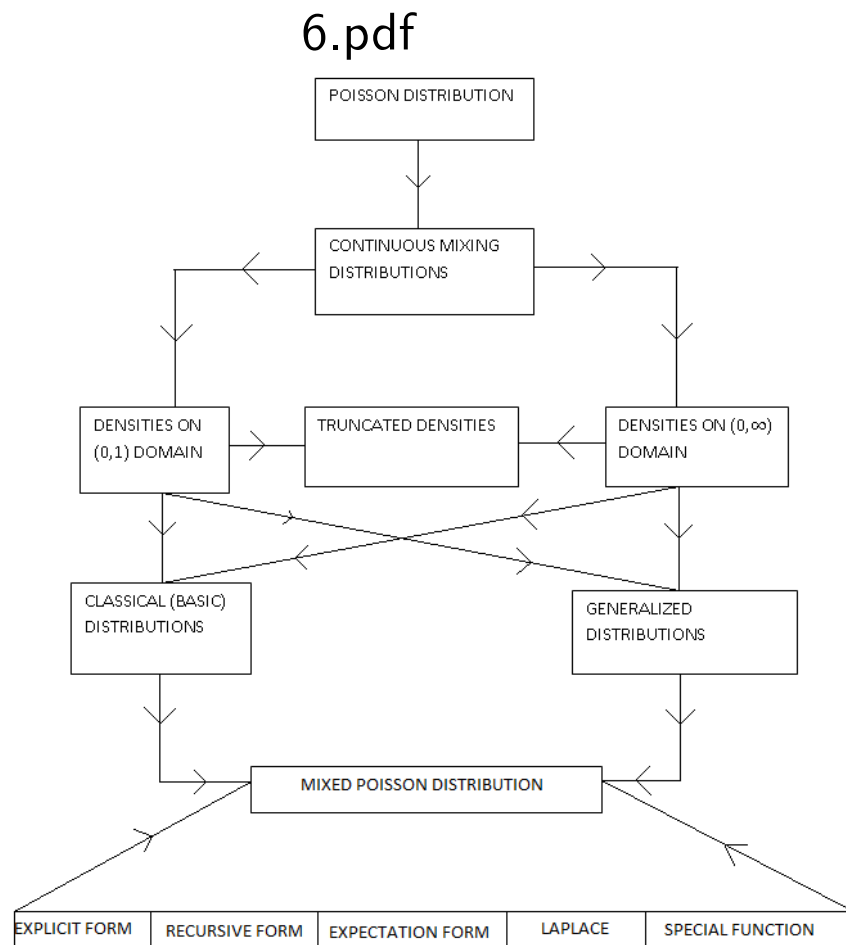 6.pdf
POISSON DISTRIBUTION
CONTINUOUS MIXING
DISTRIBUTIONS
DENSITIES ON
(0,1) DOMAIN
TRUNCATED DENSITIES
DENSITIES ON (0,∞)
DOMAIN
CLASSICAL (BASIC)
DISTRIBUTIONS
GENERALIZED
DISTRIBUTIONS
MIXED POISSON DISTRIBUTION
EXPLICIT FORM
RECURSIVE FORM
EXPECTATION FORM
LAPLACE
SPECIAL FUNCTION